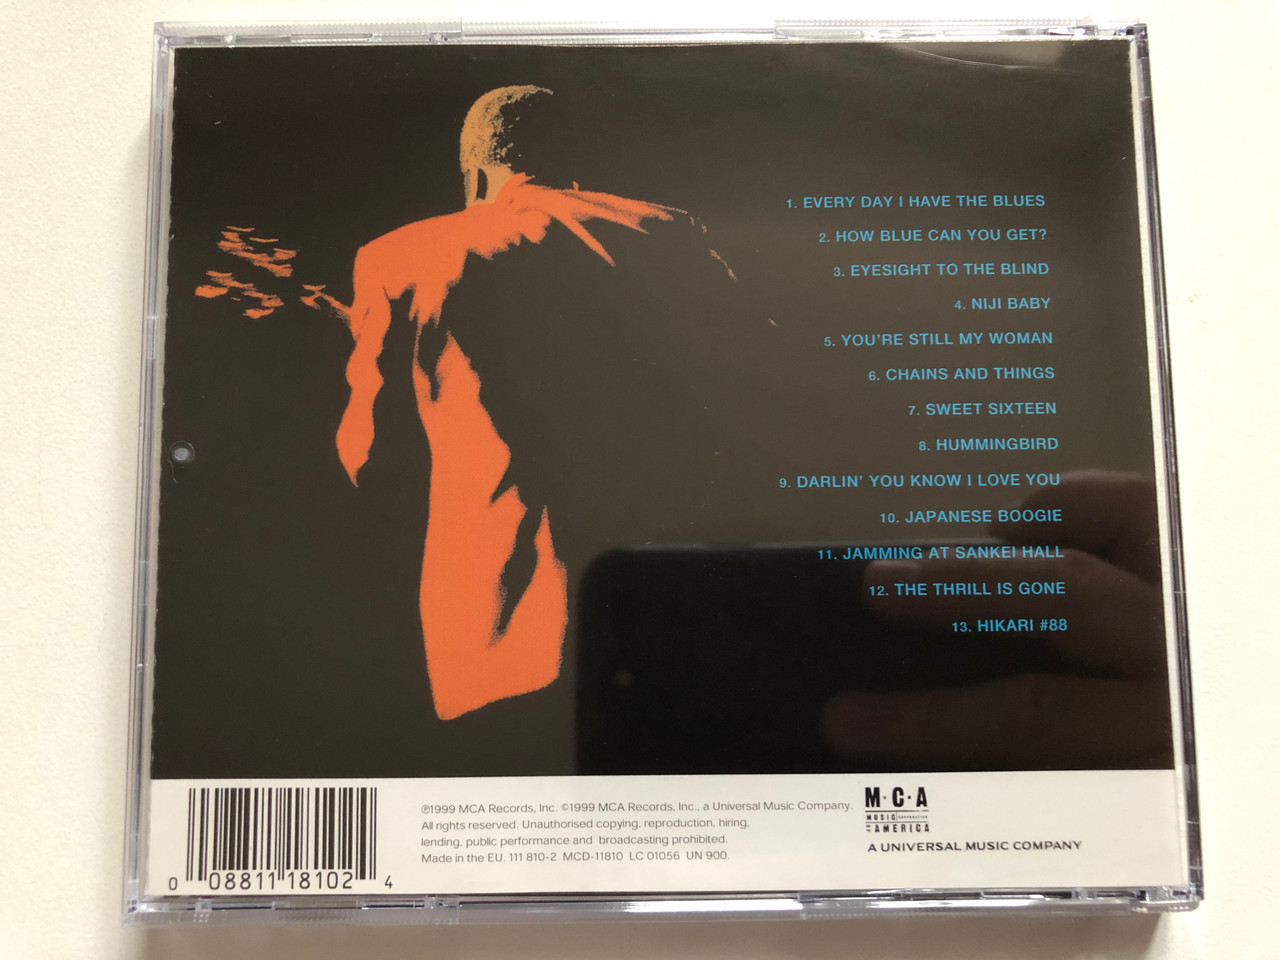 1. EVERY DAY I HAVE THE BLUES
2. HOW BLUE CAN YOU GET?
3. EYESIGHT TO THE BLIND
4. NIJI BABY
5. YOU'RE STILL MY WOMAN
6. CHAINS AND THINGS
7. SWEET SIXTEEN
8. HUMMINGBIRD
9. DARLIN' YOU KNOW I LOVE YOU
10. JAPANESE BOOGIE
11. JAMMING AT SANKEI HALL
12. THE THRILL IS GONE
13. HIKARI #88
0 08811 18102 4
℗1999 MCA Records, Inc. ©1999 MCA Records, Inc., a Universal Music Company.
All rights reserved. Unauthorised copying, reproduction, hiring,
lending, public performance and broadcasting prohibited.
Made in the EU. 111 810-2 MCD-11810 LC 01056 UN 900.
M·C·A
MUSIC CORPORATION
OF AMERICA
A UNIVERSAL MUSIC COMPANY